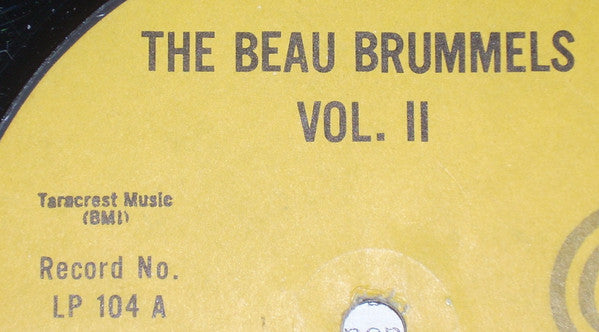 THE BEAU BRUMMELS
VOL. II
Taracrest Music
(BMI)
Record No.
LP 104 A